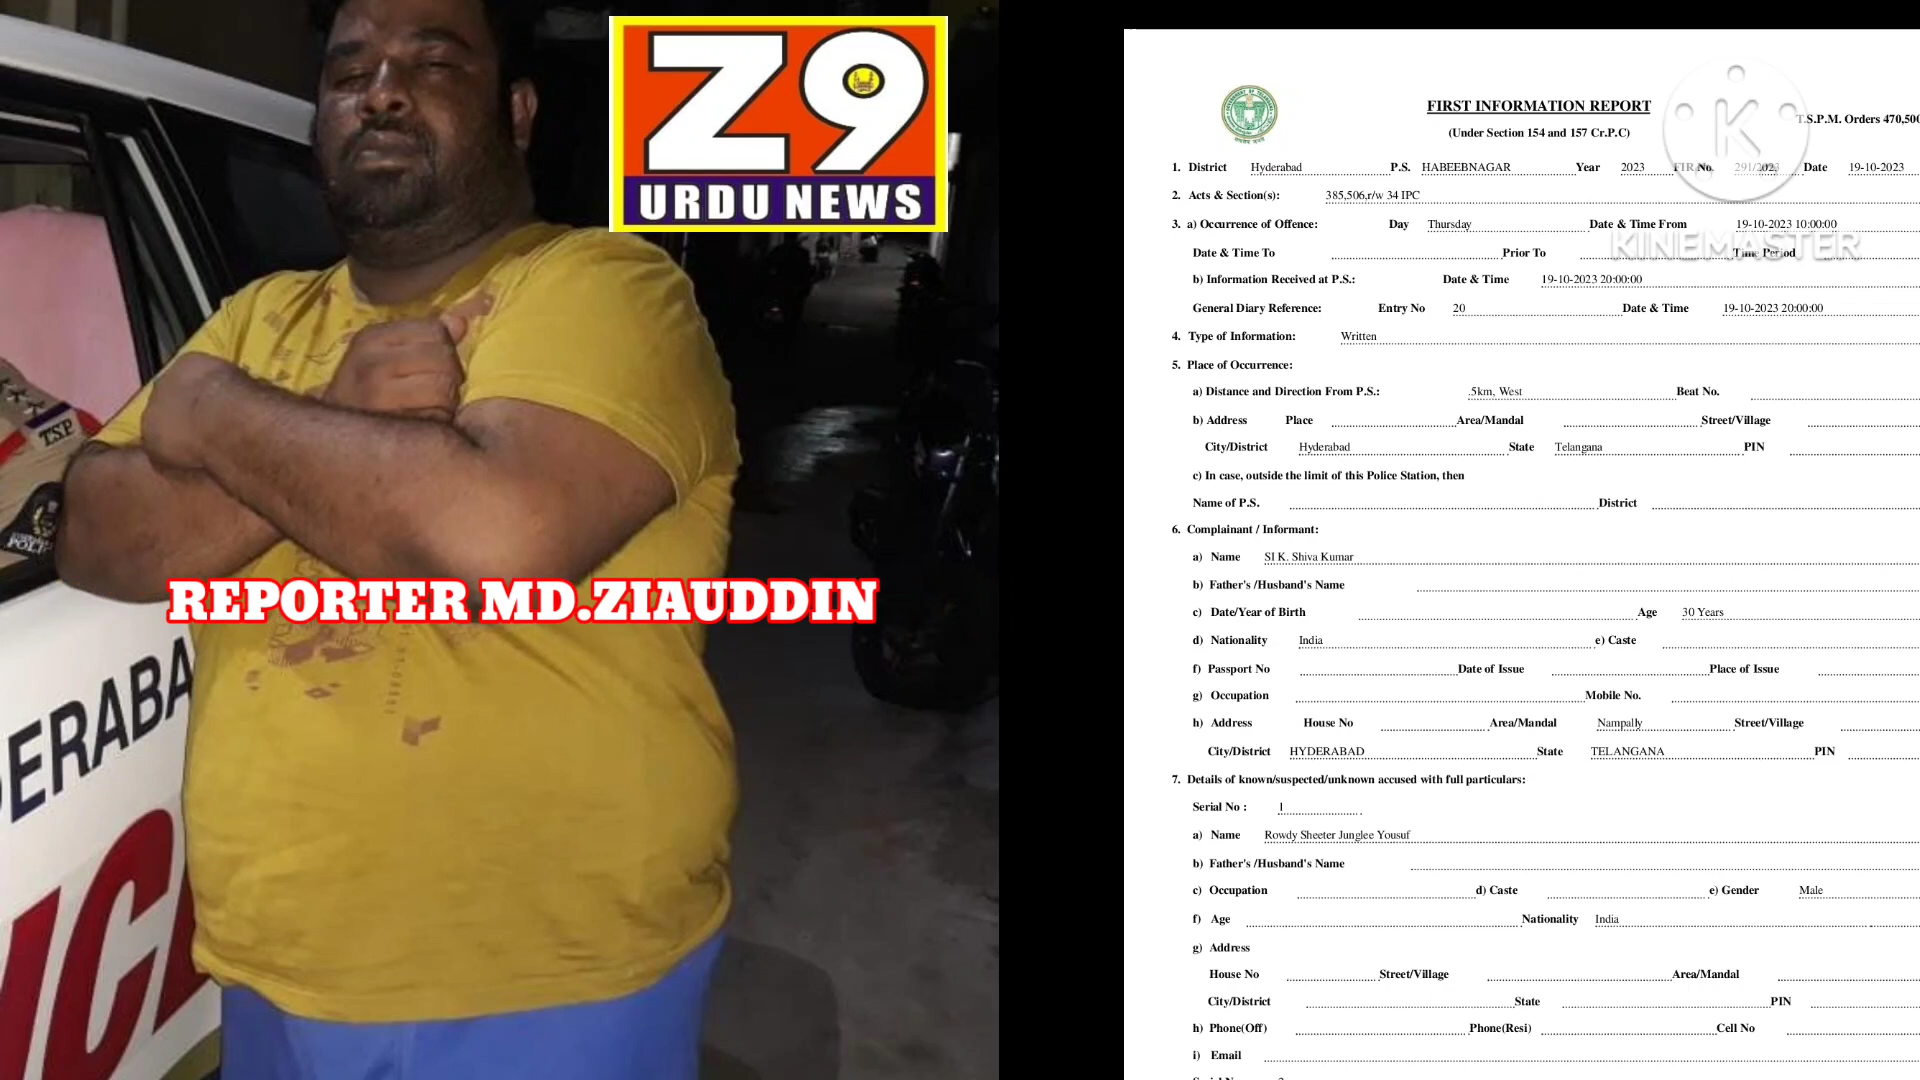 Z9
URDU NEWS
TSP
POLICE
REPORTER MD.ZIAUDDIN
DERABA
ICE
FIRST INFORMATION REPORT
(Under Section 154 and 157 Cr.P.C)
T.S.P.M. Orders 470,500
K
KINEMASTER
1. District Hyderabad P.S. HABEEBNAGAR Year 2023 FIR No. 291/2023 Date 19-10-2023
2. Acts & Section(s): 385,506,r/w 34 IPC
3. a) Occurrence of Offence: Day Thursday Date & Time From 19-10-2023 10:00:00
Date & Time To Prior To Time Period
b) Information Received at P.S.: Date & Time 19-10-2023 20:00:00
General Diary Reference: Entry No 20 Date & Time 19-10-2023 20:00:00
4. Type of Information: Written
5. Place of Occurrence:
a) Distance and Direction From P.S.: .5km, West Beat No.
b) Address Place Area/Mandal Street/Village
City/District Hyderabad State Telangana PIN
c) In case, outside the limit of this Police Station, then
Name of P.S. District
6. Complainant / Informant:
a) Name SI K. Shiva Kumar
b) Father's /Husband's Name
c) Date/Year of Birth Age 30 Years
d) Nationality India e) Caste
f) Passport No Date of Issue Place of Issue
g) Occupation Mobile No.
h) Address House No Area/Mandal Nampally Street/Village
City/District HYDERABAD State TELANGANA PIN
7. Details of known/suspected/unknown accused with full particulars:
Serial No : 1
a) Name Rowdy Sheeter Junglee Yousuf
b) Father's /Husband's Name
c) Occupation d) Caste e) Gender Male
f) Age Nationality India
g) Address
House No Street/Village Area/Mandal
City/District State PIN
h) Phone(Off) Phone(Resi) Cell No
i) Email